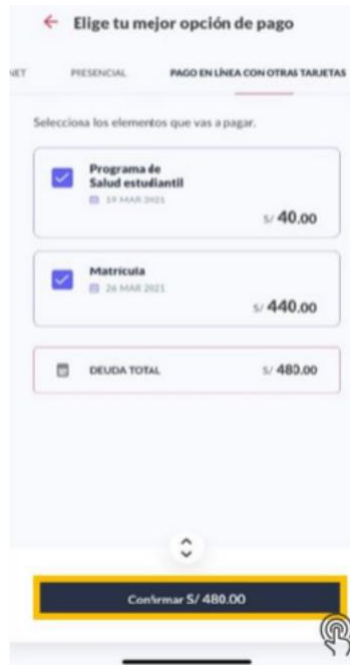 Elige tu mejor opción de pago
NET PRESENCIAL PAGO EN LÍNEA CON OTRAS TARJETAS
Selecciona los elementos que vas a pagar.
Programa de
Salud estudiantil
19 MAR 2021
S/ 40.00
Matrícula
26 MAR 2021
S/ 440.00
DEUDA TOTAL S/ 480.00
Confirmar S/ 480.00